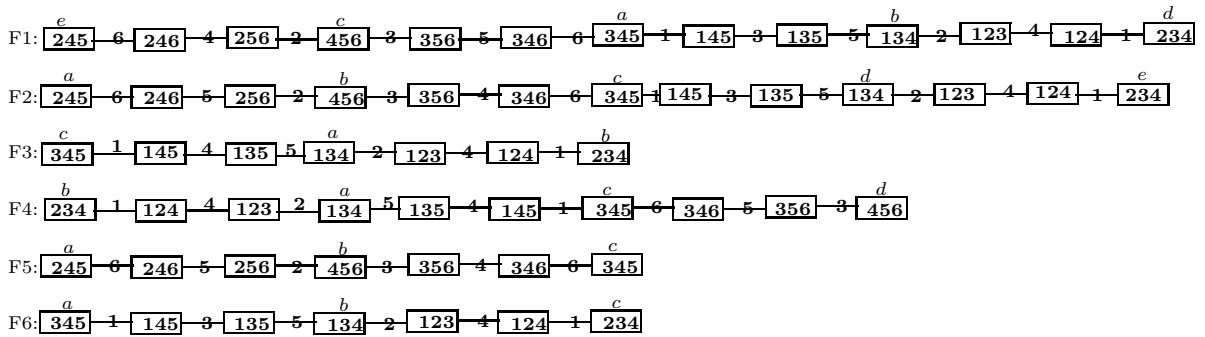 e c a b d
F1: 245 6 246 4 256 2 456 3 356 5 346 6 345 1 145 3 135 5 134 2 123 4 124 1 234
a b c d e
F2: 245 6 246 5 256 2 456 3 356 4 346 6 345 1 145 3 135 5 134 2 123 4 124 1 234
c a b
F3: 345 1 145 4 135 5 134 2 123 4 124 1 234
b a c d
F4: 234 1 124 4 123 2 134 5 135 4 145 1 345 6 346 5 356 3 456
a b c
F5: 245 6 246 5 256 2 456 3 356 4 346 6 345
a b c
F6: 345 1 145 3 135 5 134 2 123 4 124 1 234